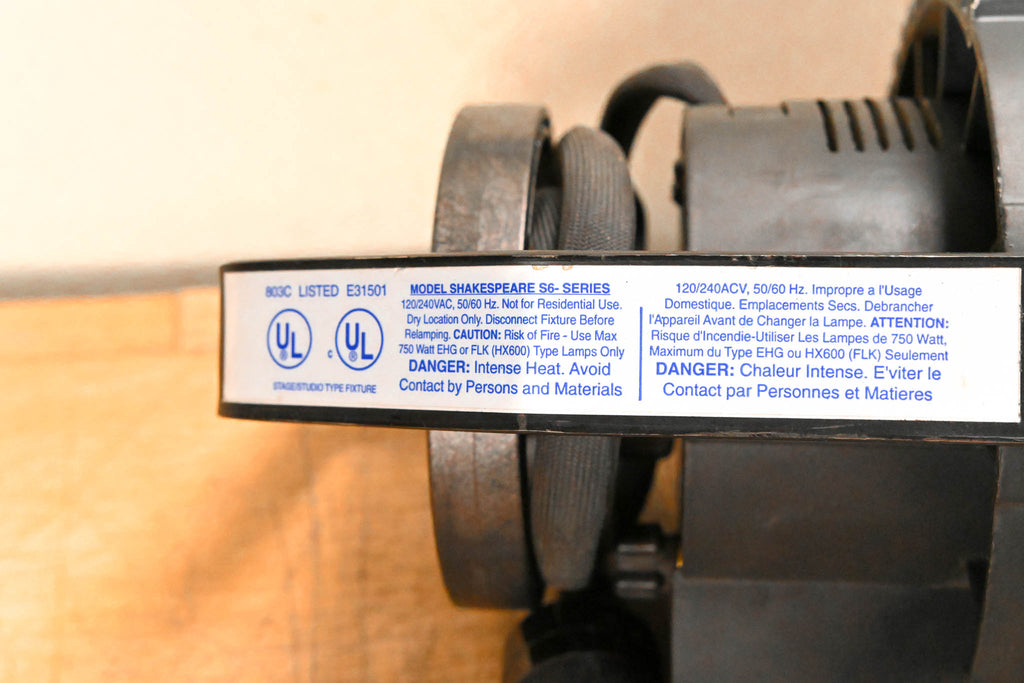 803C LISTED E31501
UL
c UL
STAGE/STUDIO TYPE FIXTURE
MODEL SHAKESPEARE S6- SERIES
120/240VAC, 50/60 Hz. Not for Residential Use.
Dry Location Only. Disconnect Fixture Before
Relamping. CAUTION: Risk of Fire - Use Max
750 Watt EHG or FLK (HX600) Type Lamps Only
DANGER: Intense Heat. Avoid
Contact by Persons and Materials
120/240ACV, 50/60 Hz. Impropre a l'Usage
Domestique. Emplacements Secs. Debrancher
l'Appareil Avant de Changer la Lampe. ATTENTION:
Risque d'Incendie-Utiliser Les Lampes de 750 Watt,
Maximum du Type EHG ou HX600 (FLK) Seulement
DANGER: Chaleur Intense. E'viter le
Contact par Personnes et Matieres